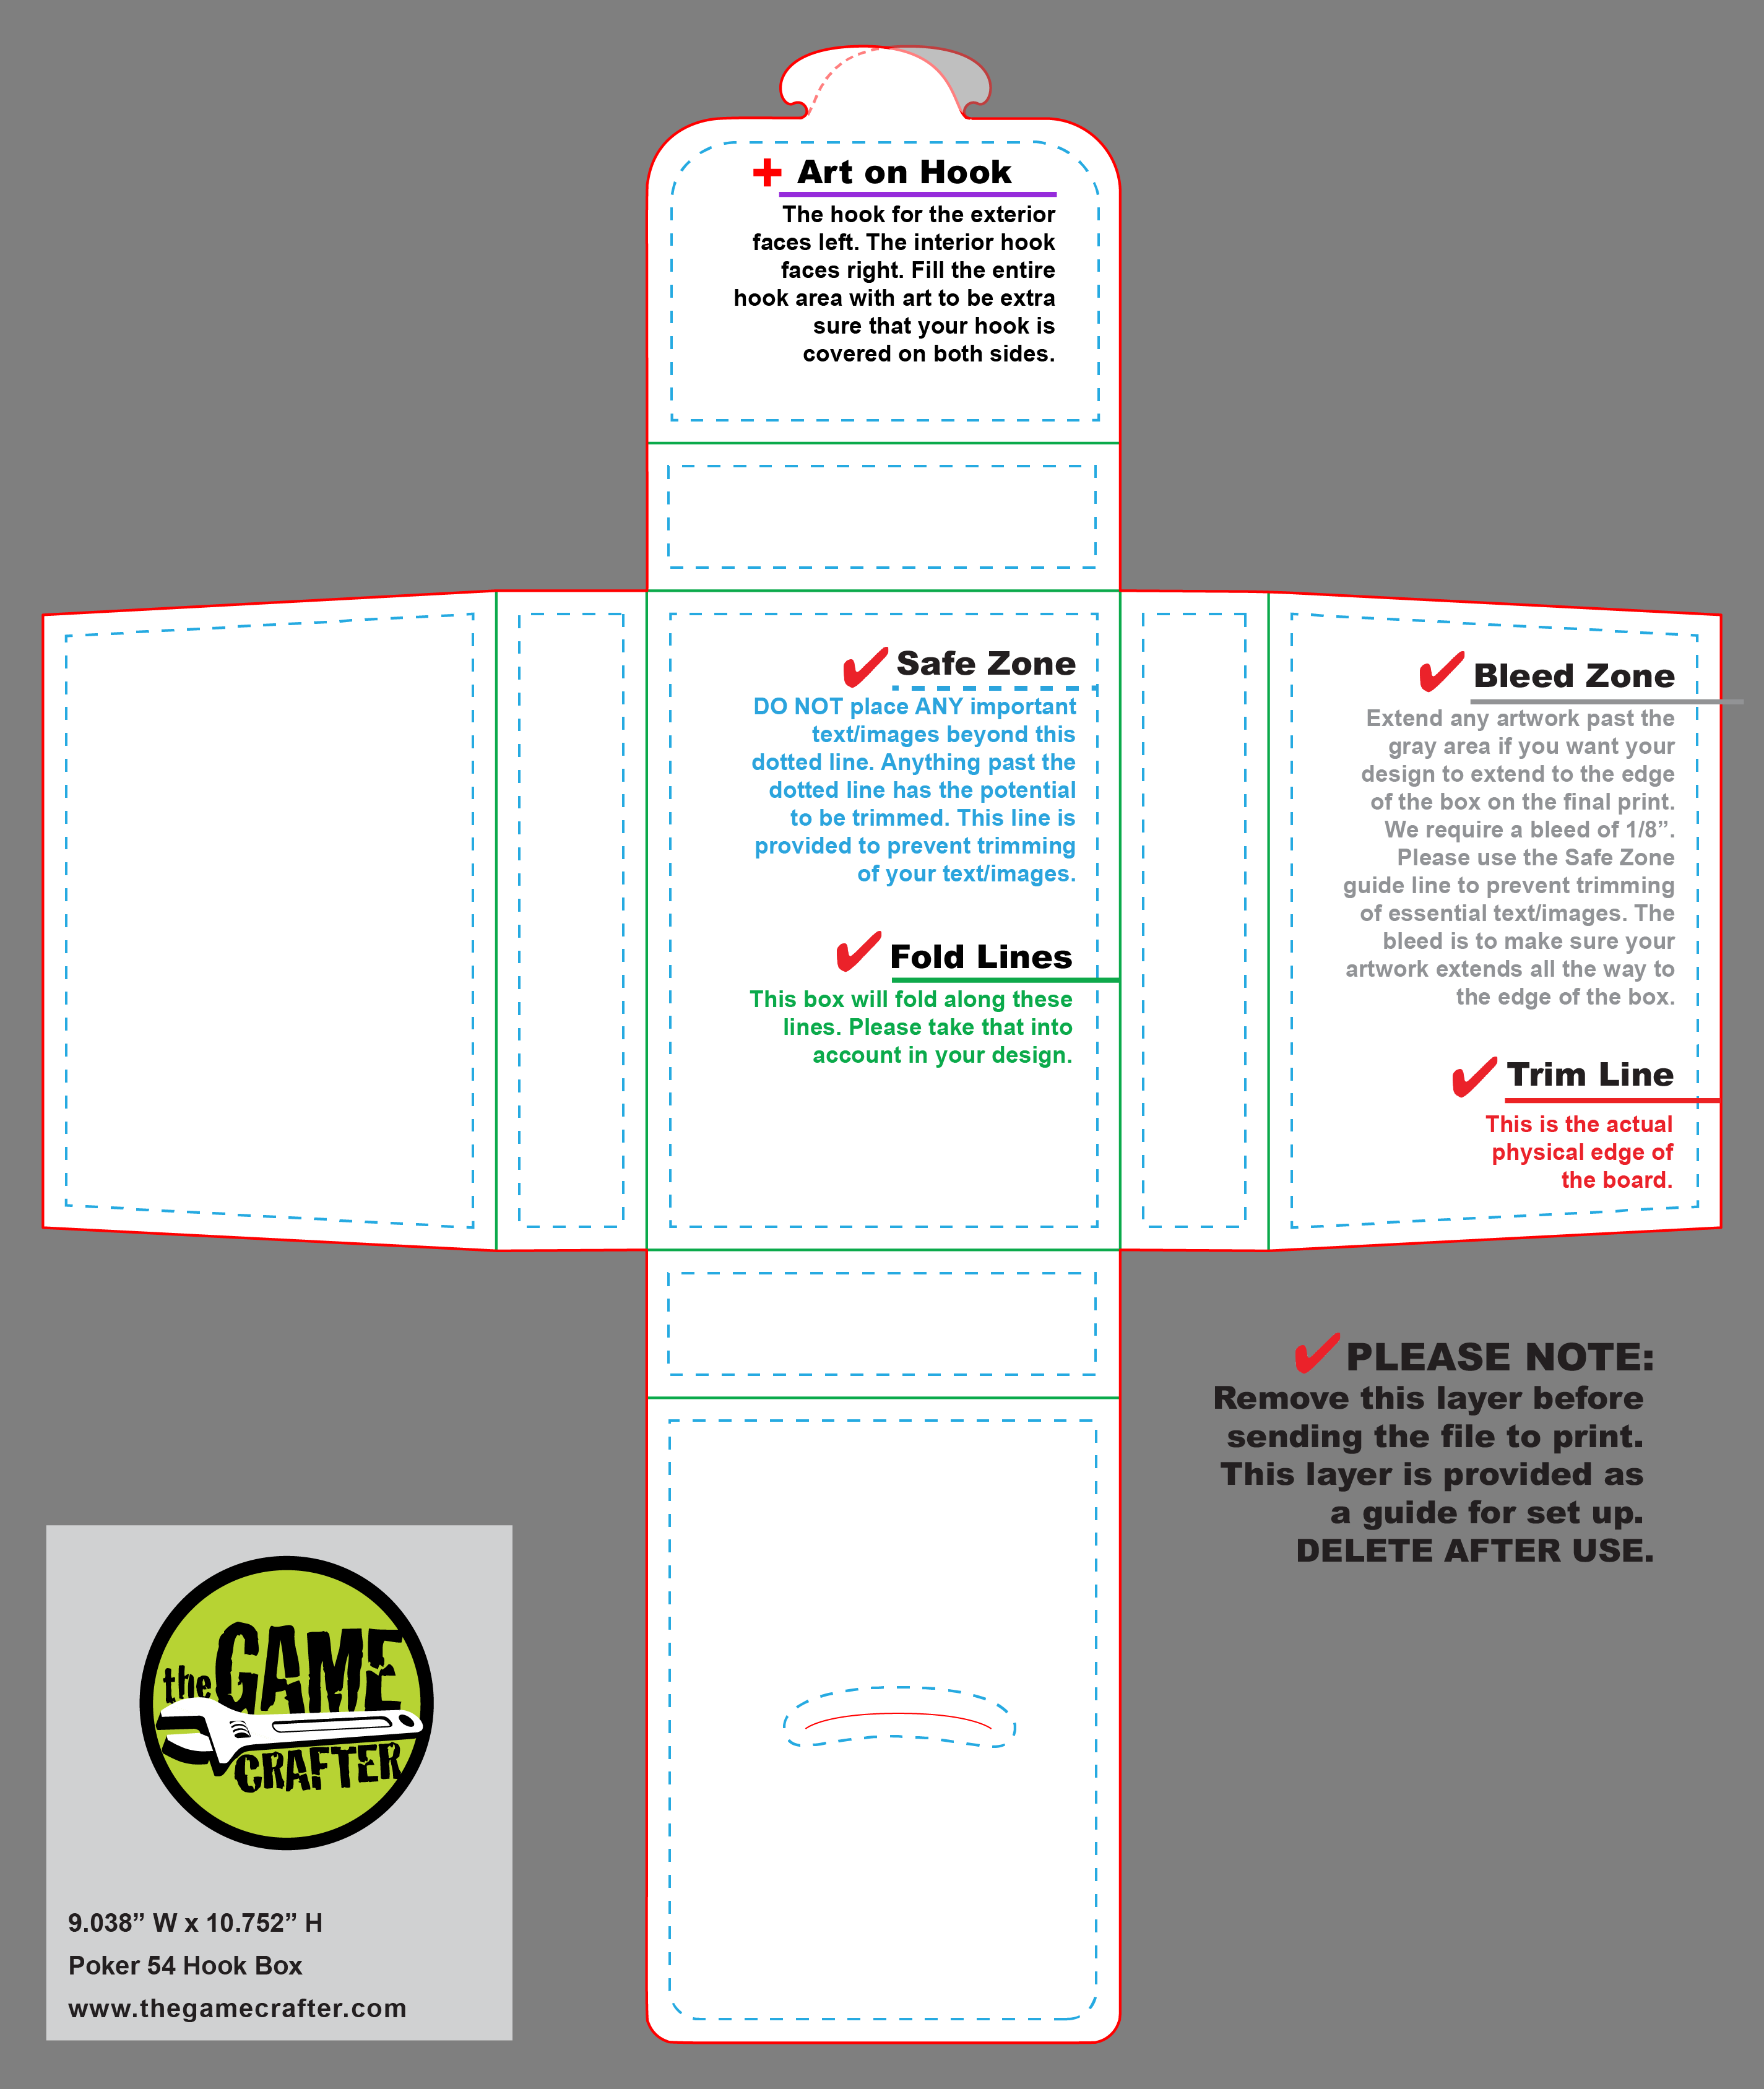 Art on Hook
The hook for the exterior
faces left. The interior hook
faces right. Fill the entire
hook area with art to be extra
sure that your hook is
covered on both sides.
Safe Zone
DO NOT place ANY important
text/images beyond this
dotted line. Anything past the
dotted line has the potential
to be trimmed. This line is
provided to prevent trimming
of your text/images.
Fold Lines
This box will fold along these
lines. Please take that into
account in your design.
Bleed Zone
Extend any artwork past the
gray area if you want your
design to extend to the edge
of the box on the final print.
We require a bleed of 1/8”.
Please use the Safe Zone
guide line to prevent trimming
of essential text/images. The
bleed is to make sure your
artwork extends all the way to
the edge of the box.
Trim Line
This is the actual
physical edge of
the board.
PLEASE NOTE:
Remove this layer before
sending the file to print.
This layer is provided as
a guide for set up.
DELETE AFTER USE.
the GAME
CRAFTER
9.038” W x 10.752” H
Poker 54 Hook Box
www.thegamecrafter.com